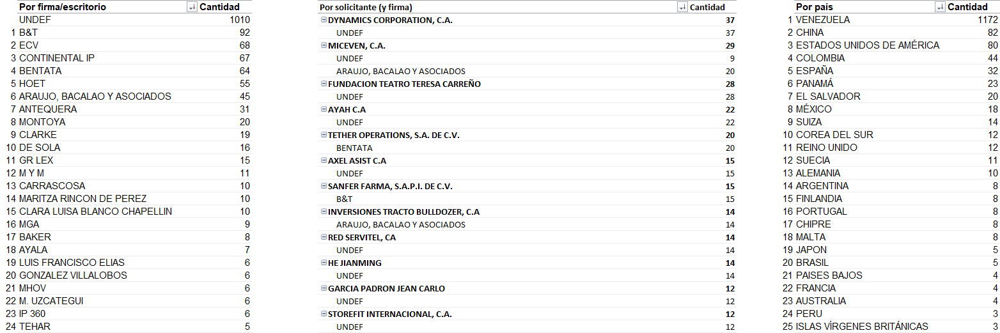 Por firma/escritorio Cantidad
UNDEF 1010
1 B&T 92
2 ECV 68
3 CONTINENTAL IP 67
4 BENTATA 64
5 HOET 55
6 ARAUJO, BACALAO Y ASOCIADOS 45
7 ANTEQUERA 31
8 MONTOYA 20
9 CLARKE 19
10 DE SOLA 16
11 GR LEX 15
12 M Y M 11
13 CARRASCOSA 10
14 MARITZA RINCON DE PEREZ 10
15 CLARA LUISA BLANCO CHAPELLIN 10
16 MGA 9
17 BAKER 8
18 AYALA 7
19 LUIS FRANCISCO ELIAS 6
20 GONZALEZ VILLALOBOS 6
21 MHOV 6
22 M. UZCATEGUI 6
23 IP 360 6
24 TEHAR 5
Por solicitante (y firma) Cantidad
DYNAMICS CORPORATION, C.A. 37
UNDEF 37
MICEVEN, C.A. 29
UNDEF 9
ARAUJO, BACALAO Y ASOCIADOS 20
FUNDACION TEATRO TERESA CARREÑO 28
UNDEF 28
AYAH C.A 22
UNDEF 22
TETHER OPERATIONS, S.A. DE C.V. 20
BENTATA 20
AXEL ASIST C.A 15
UNDEF 15
SANFER FARMA, S.A.P.I. DE C.V. 15
B&T 15
INVERSIONES TRACTO BULLDOZER, C.A 14
ARAUJO, BACALAO Y ASOCIADOS 14
RED SERVITEL, CA 14
UNDEF 14
HE JIANMING 14
UNDEF 14
GARCIA PADRON JEAN CARLO 12
UNDEF 12
STOREFIT INTERNACIONAL, C.A. 12
UNDEF 12
Por país Cantidad
1 VENEZUELA 1172
2 CHINA 82
3 ESTADOS UNIDOS DE AMÉRICA 80
4 COLOMBIA 44
5 ESPAÑA 32
6 PANAMÁ 23
7 EL SALVADOR 20
8 MÉXICO 18
9 SUIZA 14
10 COREA DEL SUR 12
11 REINO UNIDO 12
12 SUECIA 11
13 ALEMANIA 10
14 ARGENTINA 8
15 FINLANDIA 8
16 PORTUGAL 8
17 CHIPRE 8
18 MALTA 8
19 JAPON 5
20 BRASIL 5
21 PAISES BAJOS 4
22 FRANCIA 4
23 AUSTRALIA 4
24 PERU 3
25 ISLAS VÍRGENES BRITÁNICAS 3